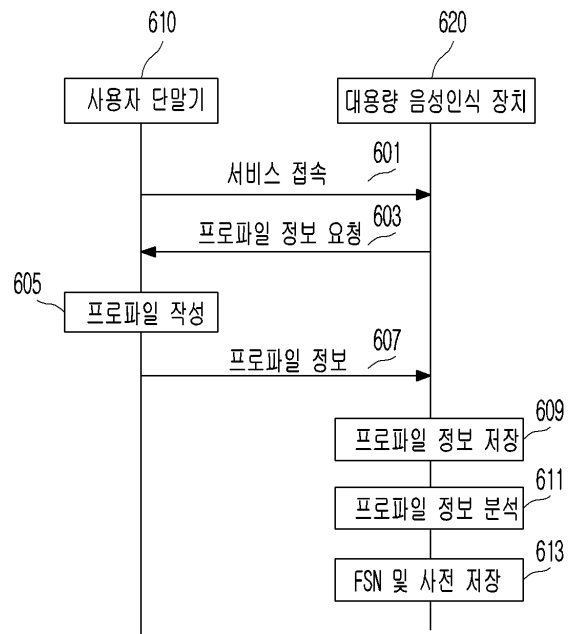 610
620
사용자 단말기
대용량 음성인식 장치
서비스 접속
601
프로파일 정보 요청
603
605
프로파일 작성
프로파일 정보
607
609
프로파일 정보 저장
611
프로파일 정보 분석
613
FSN 및 사전 저장